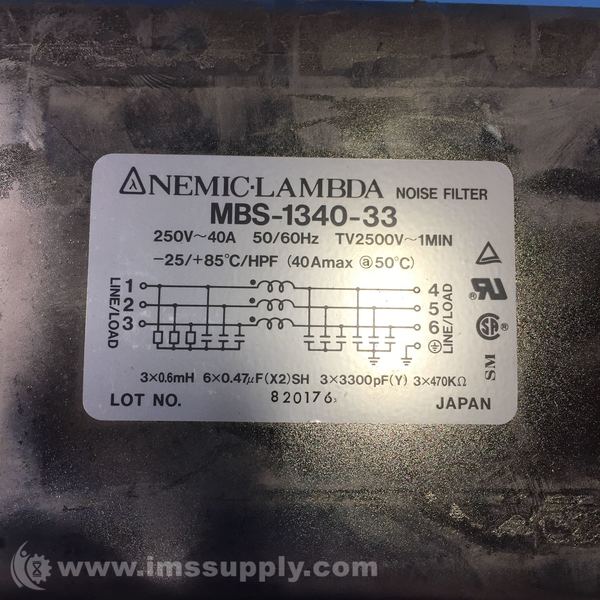 NEMIC·LAMBDA NOISE FILTER
MBS-1340-33
250V~40A 50/60Hz TV2500V~1MIN
-25/+85°C/HPF (40Amax @50°C)
LINE/LOAD
1
2
3
4
5
6
LINE/LOAD
SM
3×0.6mH 6×0.47µF(X2)SH 3×3300pF(Y) 3×470KΩ
LOT NO. 820176 JAPAN
www.imssupply.com